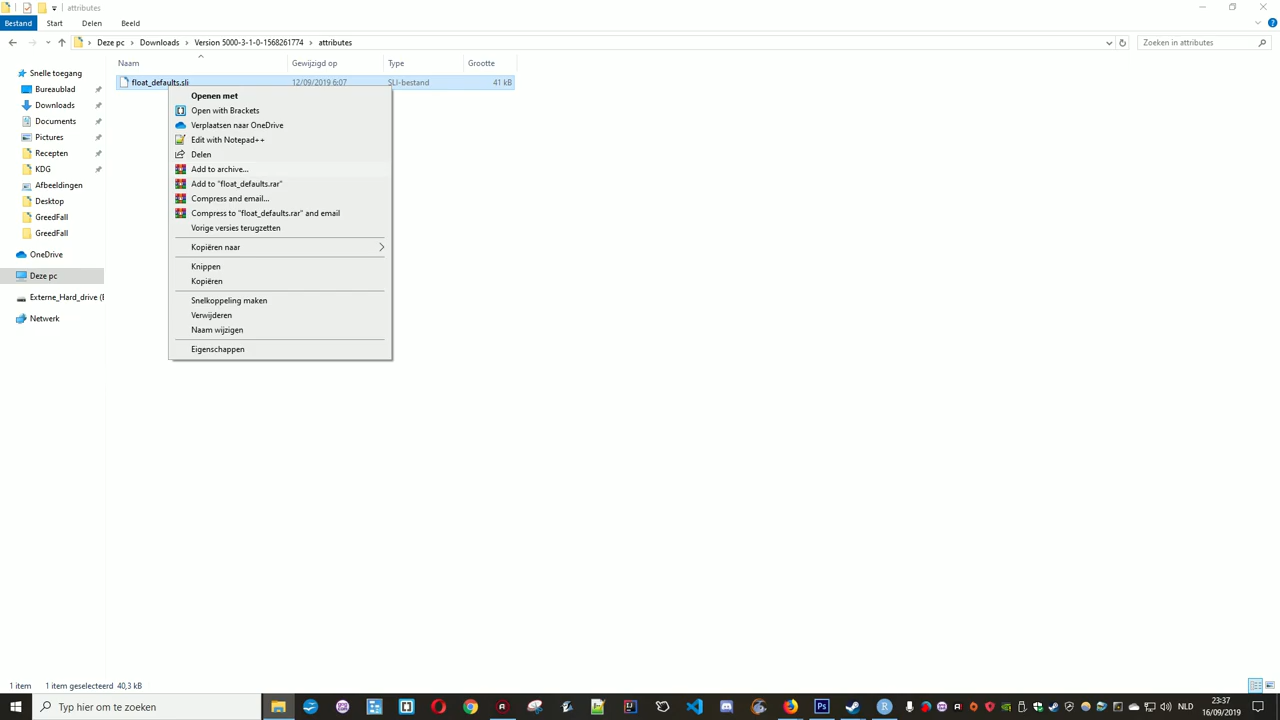 attributes
Bestand Start Delen Beeld
Deze pc Downloads Version 5000-3-1-0-1568261774 attributes
Zoeken in attributes
Naam Gewijzigd op Type Grootte
float_defaults.sli 12/09/2019 6:07 SLI-bestand 41 kB
Snelle toegang
Bureaublad
Downloads
Documents
Pictures
Recepten
KDG
Afbeeldingen
Desktop
GreedFall
GreedFall
OneDrive
Deze pc
Externe_Hard_drive (E
Netwerk
Openen met
Open with Brackets
Verplaatsen naar OneDrive
Edit with Notepad++
Delen
Add to archive...
Add to "float_defaults.rar"
Compress and email...
Compress to "float_defaults.rar" and email
Vorige versies terugzetten
Kopiëren naar
Knippen
Kopiëren
Snelkoppeling maken
Verwijderen
Naam wijzigen
Eigenschappen
1 item 1 item geselecteerd 40,3 kB
Typ hier om te zoeken
NLD
23:37
16/09/2019